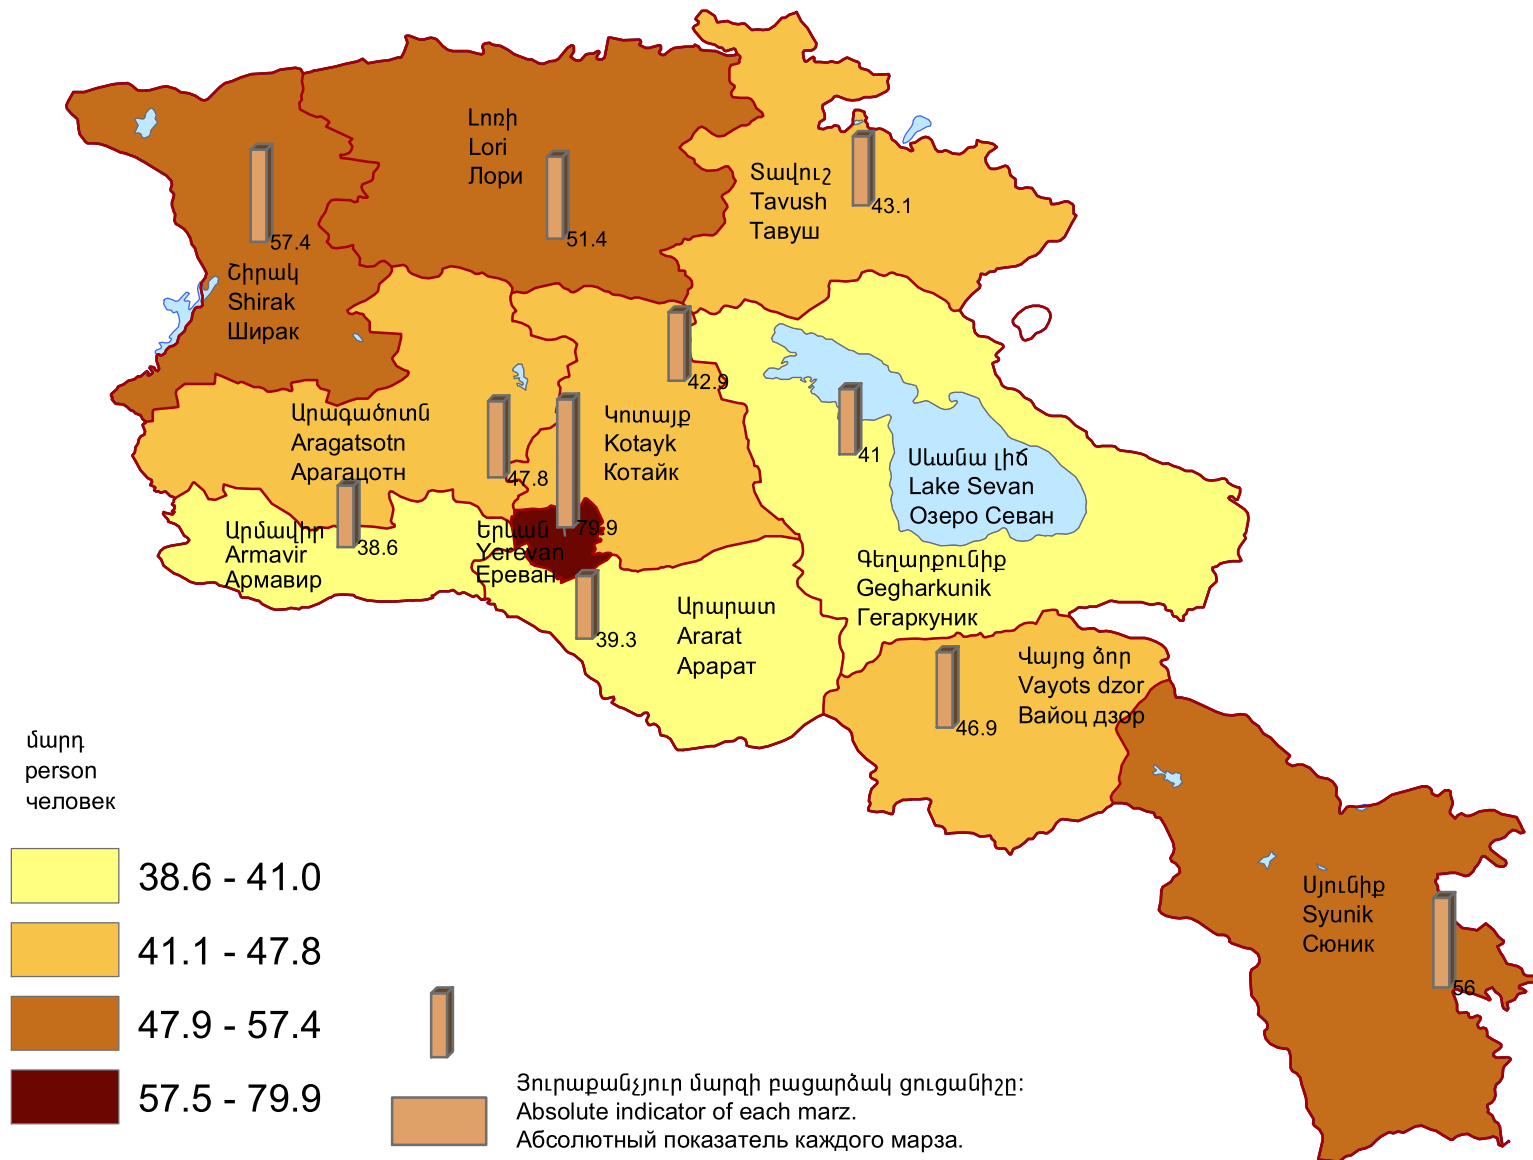 Լոռի
Lori
Лори
51.4
57.4
Շիրակ
Shirak
Ширак
Տավուշ
Tavush
Тавуш
43.1
42.9
Արագածոտն
Aragatsotn
Арагацотн
47.8
Կոտայք
Kotayk
Котайк
41
Սևանա լիճ
Lake Sevan
Озеро Севан
Արմավիր
Armavir
Армавир
38.6
Երևան
Yerevan
Ереван
79.9
Գեղարքունիք
Gegharkunik
Гегаркуник
39.3
Արարատ
Ararat
Арарат
Վայոց ձոր
Vayots dzor
Вайоц дзор
46.9
Սյունիք
Syunik
Сюник
56
մարդ
person
человек
38.6 - 41.0
41.1 - 47.8
47.9 - 57.4
57.5 - 79.9
Յուրաքանչյուր մարզի բացարձակ ցուցանիշը:
Absolute indicator of each marz.
Абсолютный показатель каждого марза.